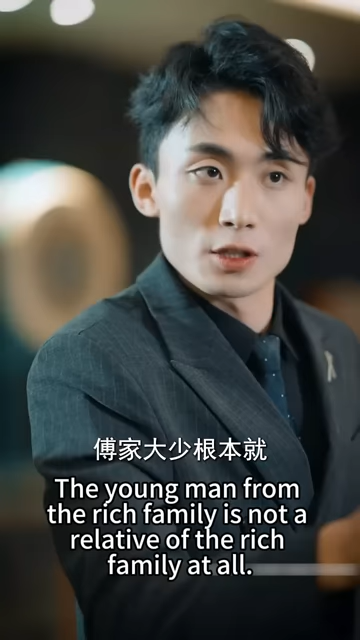 傅家大少根本就
The young man from
the rich family is not a
relative of the rich
family at all.